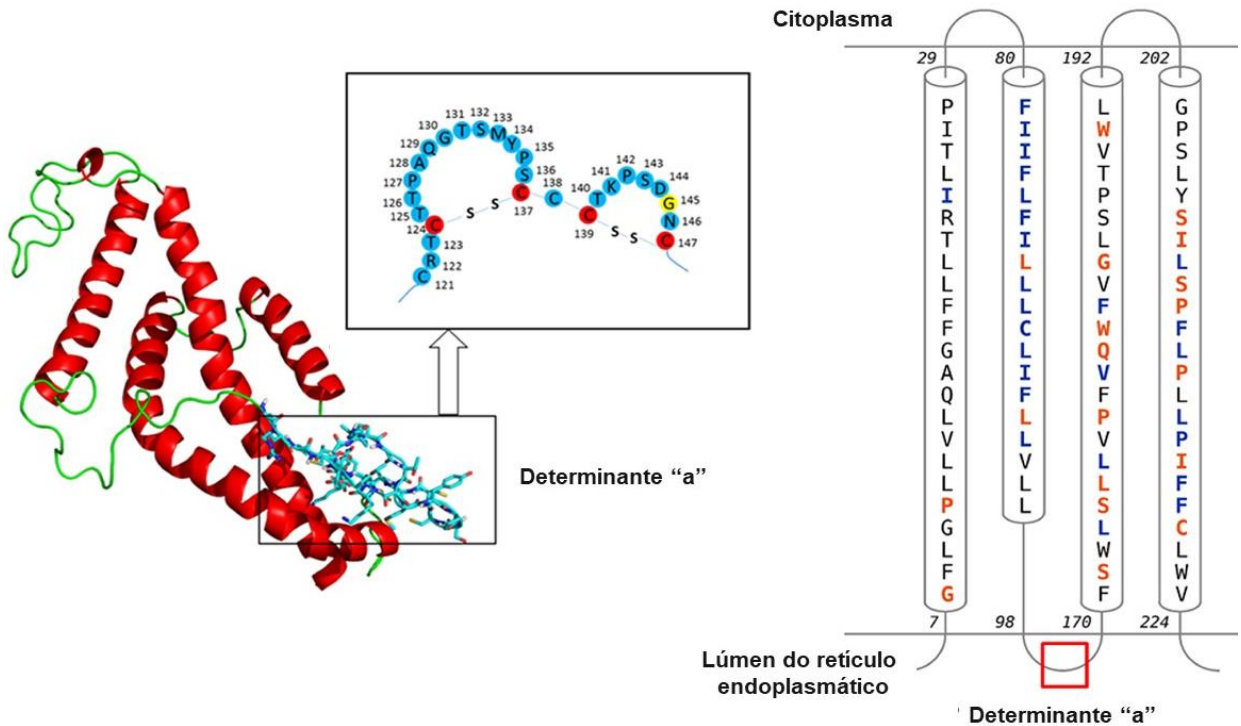 Citoplasma
29 80 192 202
P
I
T
L
I
R
T
L
L
F
F
G
A
Q
L
V
L
L
P
G
L
F
G
F
I
I
F
L
F
I
L
L
L
C
L
I
F
L
L
V
L
L
L
W
V
T
P
S
L
G
V
F
W
Q
V
F
P
V
L
L
S
L
W
S
F
G
P
S
L
Y
S
I
L
S
P
F
L
P
L
L
P
I
F
F
C
L
W
V
7 98 170 224
C R T C T T P A Q G T S M Y P S C C C T K P S D G N C
121 122 123 124 125 126 127 128 129 130 131 132 133 134 135 136 137 138 139 140 141 142 143 144 145 146 147
S S
S S
Determinante “a”
Lúmen do retículo
endoplasmático
Determinante “a”